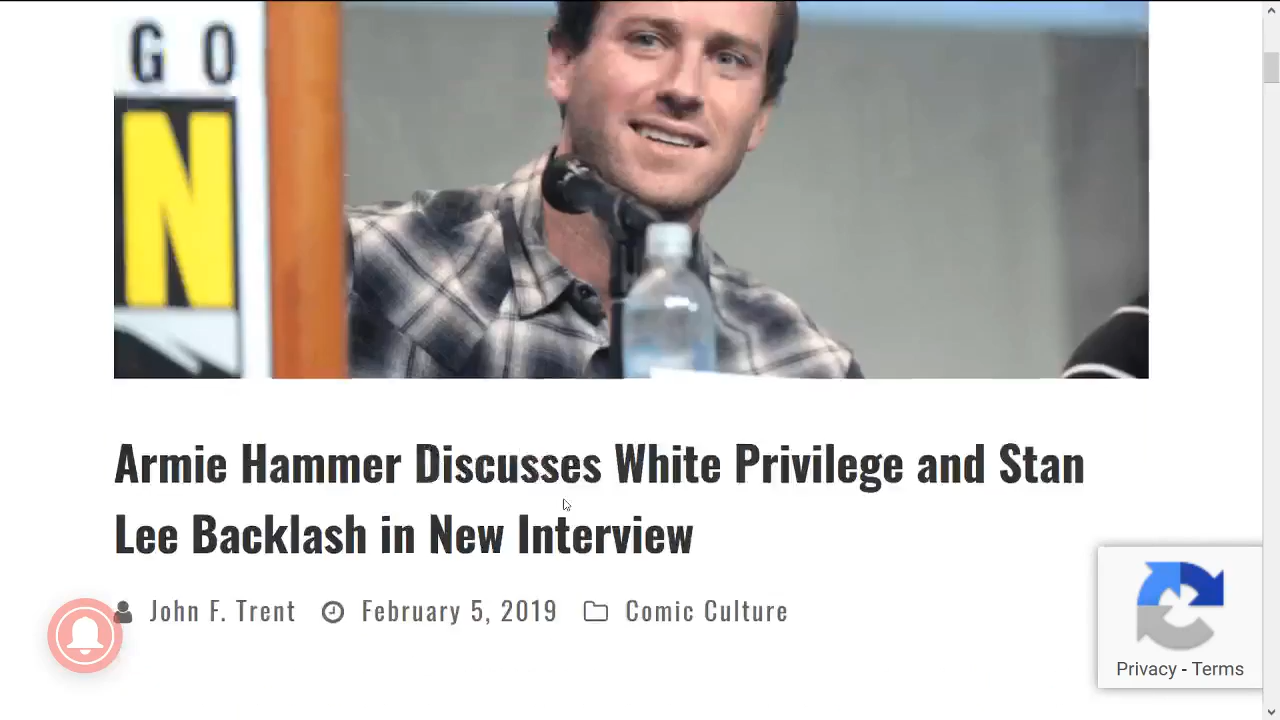 G O
N
Armie Hammer Discusses White Privilege and Stan
Lee Backlash in New Interview
John F. Trent February 5, 2019 Comic Culture
Privacy - Terms